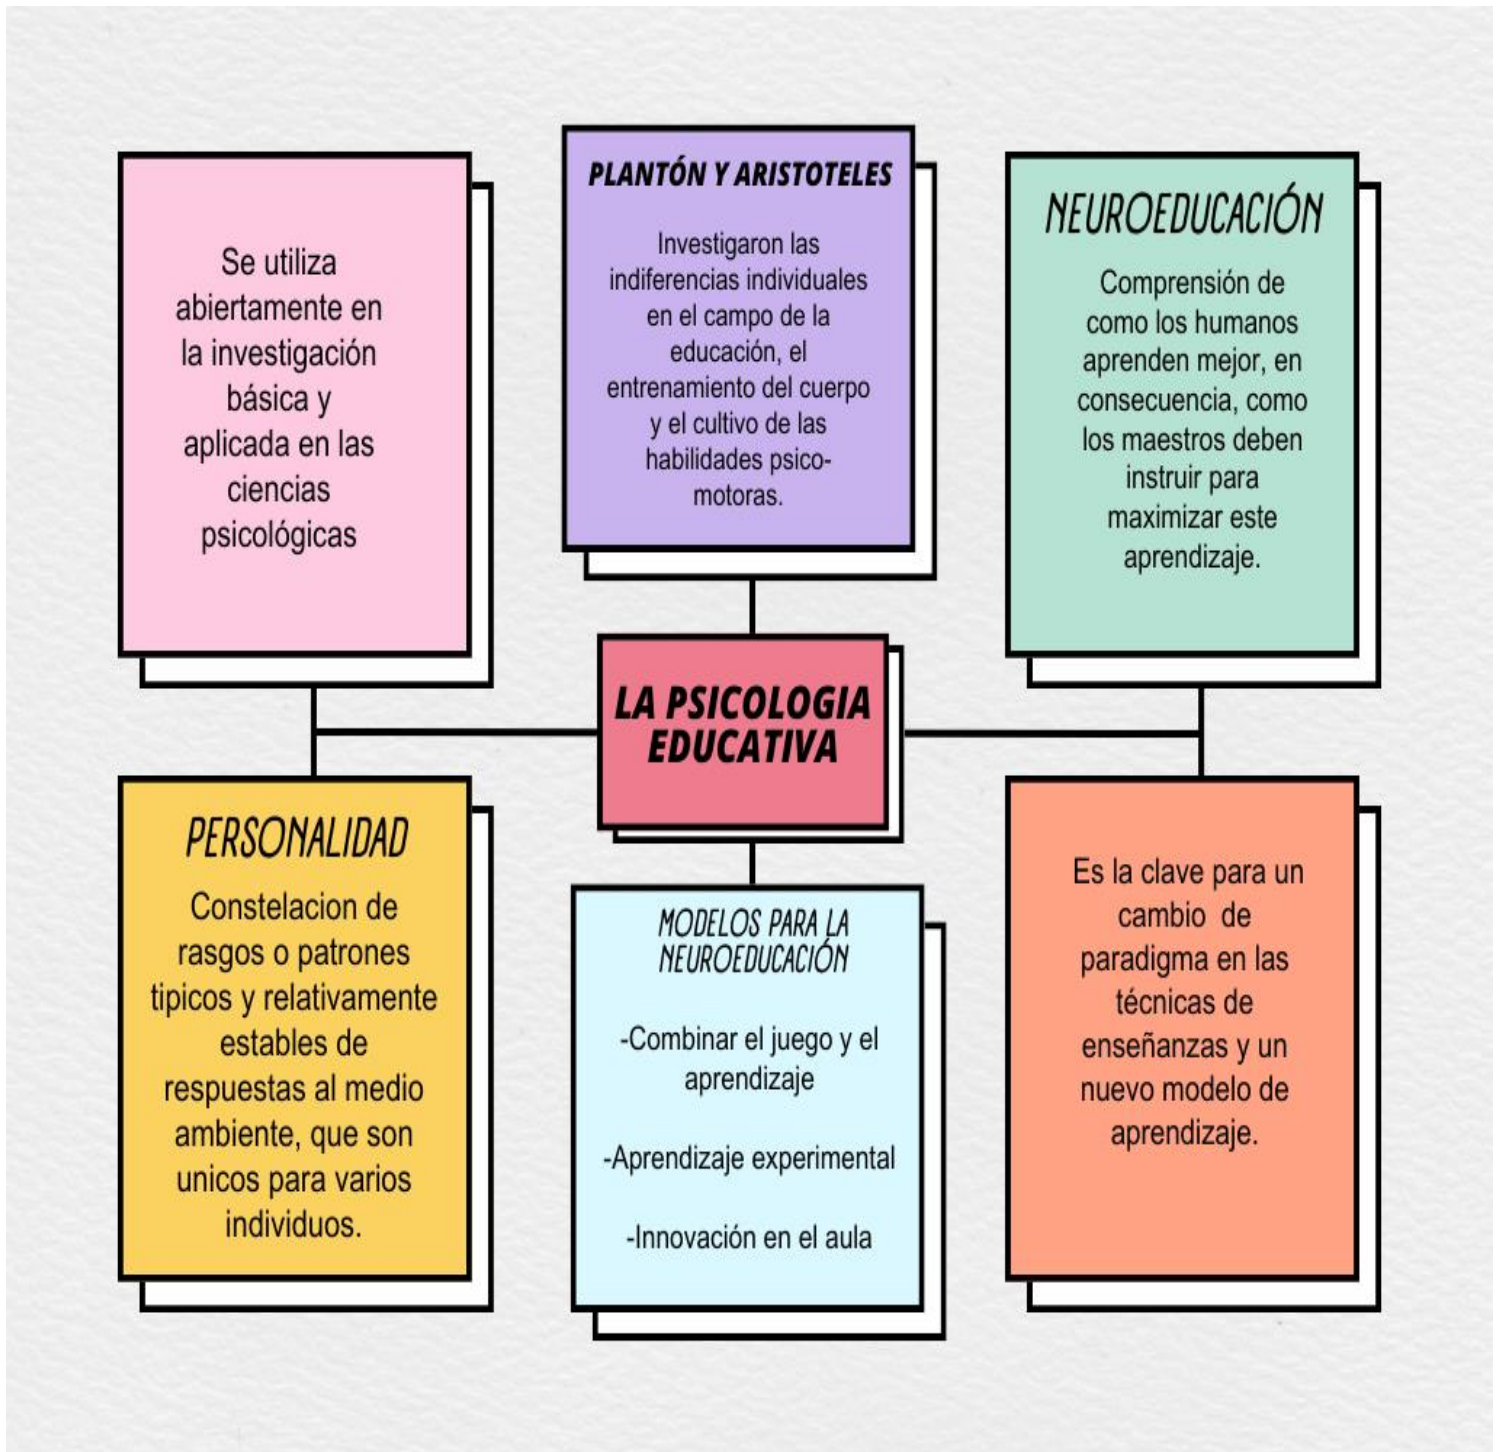 Se utiliza
abiertamente en
la investigación
básica y
aplicada en las
ciencias
psicológicas
PLANTÓN Y ARISTOTELES
Investigaron las
indiferencias individuales
en el campo de la
educación, el
entrenamiento del cuerpo
y el cultivo de las
habilidades psico-
motoras.
NEUROEDUCACIÓN
Comprensión de
como los humanos
aprenden mejor, en
consecuencia, como
los maestros deben
instruir para
maximizar este
aprendizaje.
LA PSICOLOGIA
EDUCATIVA
PERSONALIDAD
Constelacion de
rasgos o patrones
tipicos y relativamente
estables de
respuestas al medio
ambiente, que son
unicos para varios
individuos.
MODELOS PARA LA
NEUROEDUCACIÓN
-Combinar el juego y el
aprendizaje
-Aprendizaje experimental
-Innovación en el aula
Es la clave para un
cambio de
paradigma en las
técnicas de
enseñanzas y un
nuevo modelo de
aprendizaje.